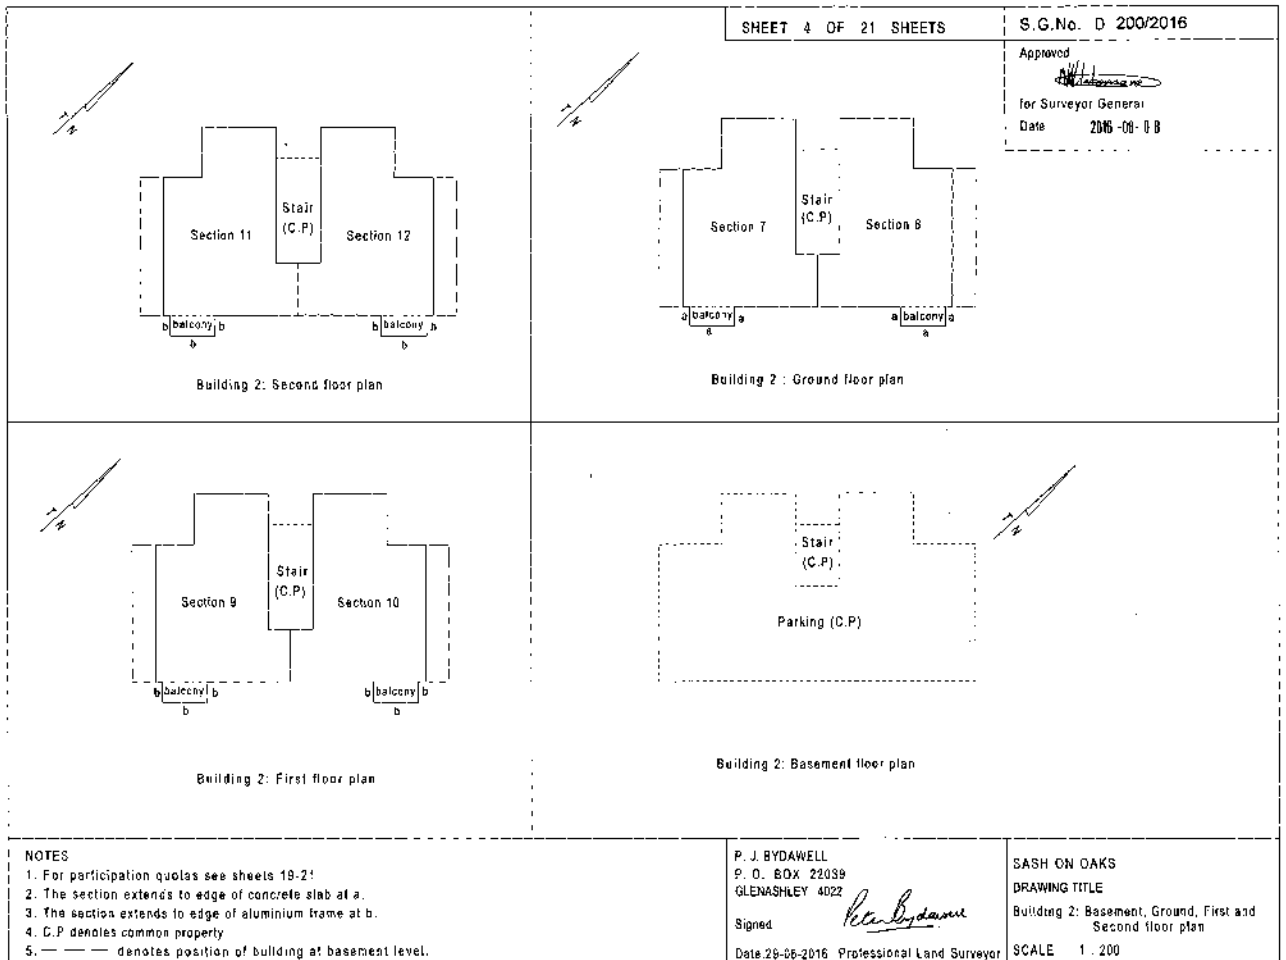 SHEET 4 OF 21 SHEETS
S.G.No. D 200/2016
Approved
for Surveyor General
Date 2016-08-08
T N
Section 11
Stair
(C.P)
Section 12
b balcony b
b
b balcony b
b
Building 2: Second floor plan
T N
Section 7
Stair
(C.P)
Section 8
a balcony a
a
a balcony a
a
Building 2 : Ground floor plan
T N
Section 9
Stair
(C.P)
Section 10
b balcony b
b
b balcony b
b
Building 2: First floor plan
T N
Stair
(C.P)
Parking (C.P)
Building 2: Basement floor plan
NOTES
1. For participation quotas see sheets 19-21
2. The section extends to edge of concrete slab at a.
3. The section extends to edge of aluminium frame at b.
4. C.P denotes common property
5. — — — — denotes position of building at basement level.
P. J. BYDAWELL
P. O. BOX 22039
GLENASHLEY 4022
Signed Peter Bydawell
Date.29-06-2016 Professional Land Surveyor
SASH ON OAKS
DRAWING TITLE
Building 2: Basement, Ground, First and
Second floor plan
SCALE 1 . 200